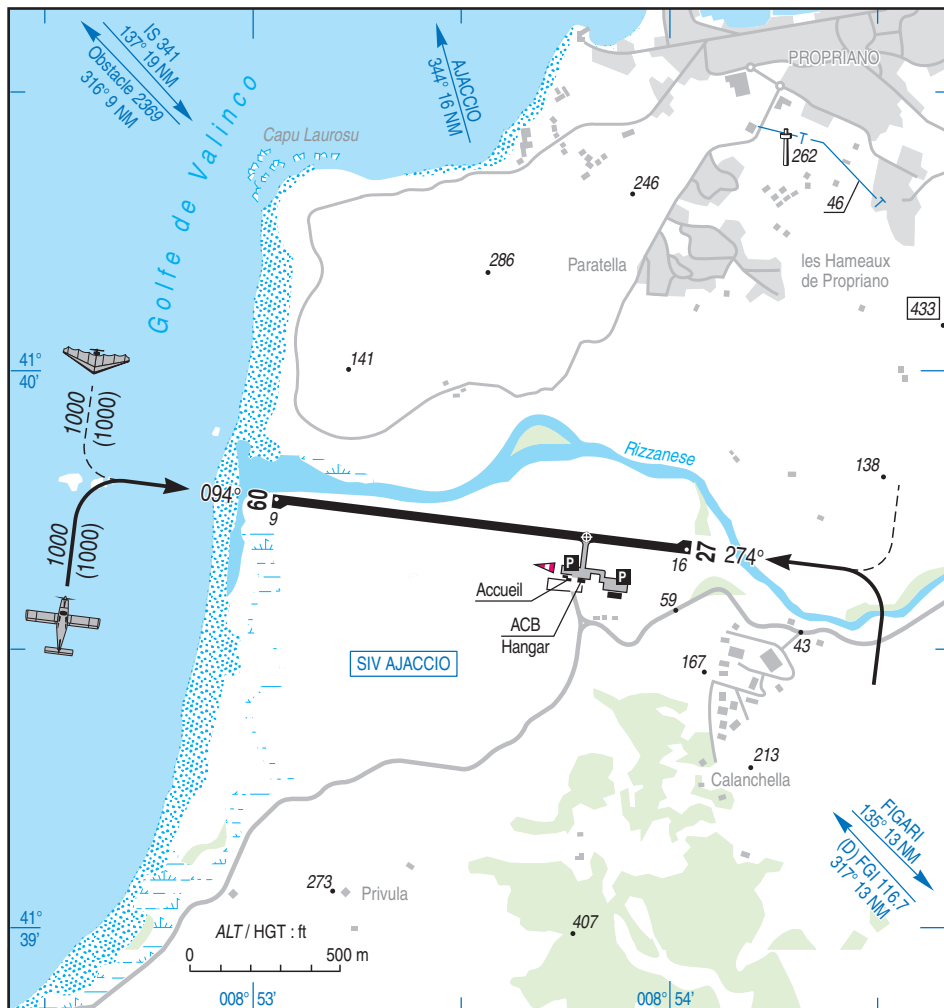 IS 341
137° 19 NM
Obstacle 2369
316° 9 NM
AJACCIO
344° 16 NM
PROPRIANO
Capu Laurosu
Golfe de Valinco
262
46
246
286
Paratella
les Hameaux
de Propriano
433
41°
40'
141
1000
(1000)
Rizzanese
138
094°
09
9
27
274°
16
1000
(1000)
P
P
Accueil
ACB
Hangar
59
43
SIV AJACCIO
167
213
Calanchella
FIGARI
135° 13 NM
(D) FGI 116.7
317° 13 NM
273
Privula
407
41°
39'
ALT / HGT : ft
0 500 m
008° 53'
008° 54'
T
T